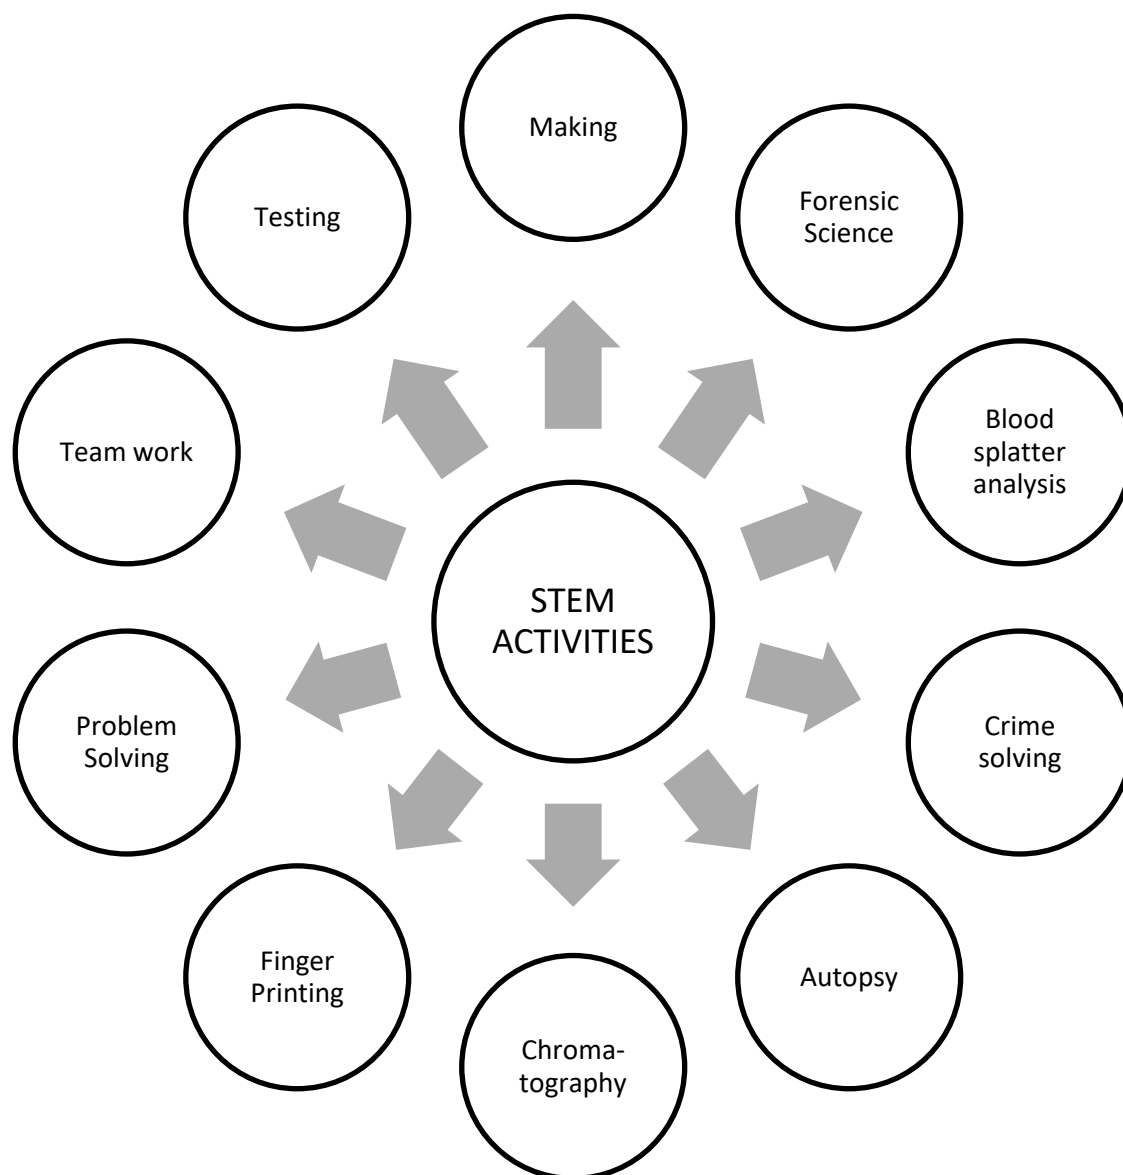 Making
Forensic
Science
Blood
splatter
analysis
Crime
solving
Autopsy
Chroma-
tography
Finger
Printing
Problem
Solving
Team work
Testing
STEM
ACTIVITIES